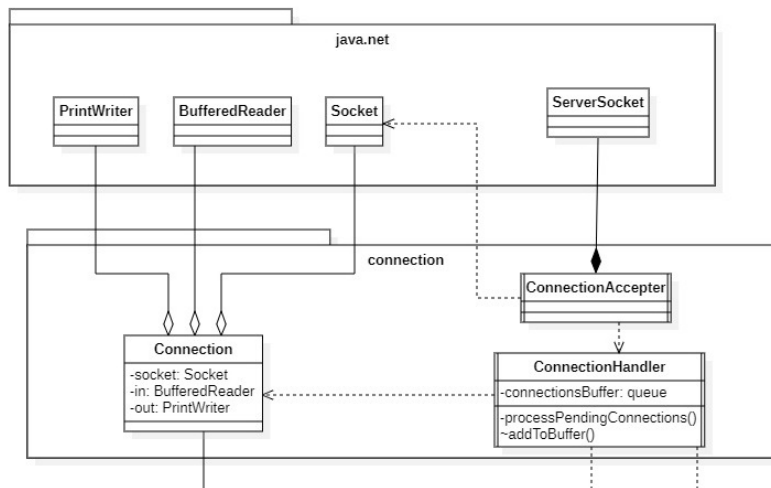 java.net
PrintWriter
BufferedReader
Socket
ServerSocket
connection
ConnectionAccepter
Connection
-socket: Socket
-in: BufferedReader
-out: PrintWriter
ConnectionHandler
-connectionsBuffer: queue
-processPendingConnections()
~addToBuffer()